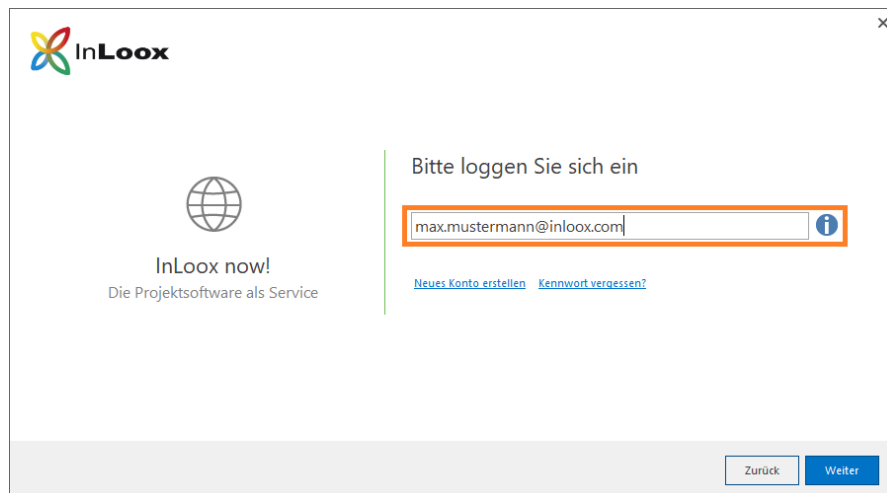 InLoox
Bitte loggen Sie sich ein
max.mustermann@inloox.com
InLoox now!
Die Projektsoftware als Service
Neues Konto erstellen Kennwort vergessen?
Zurück Weiter